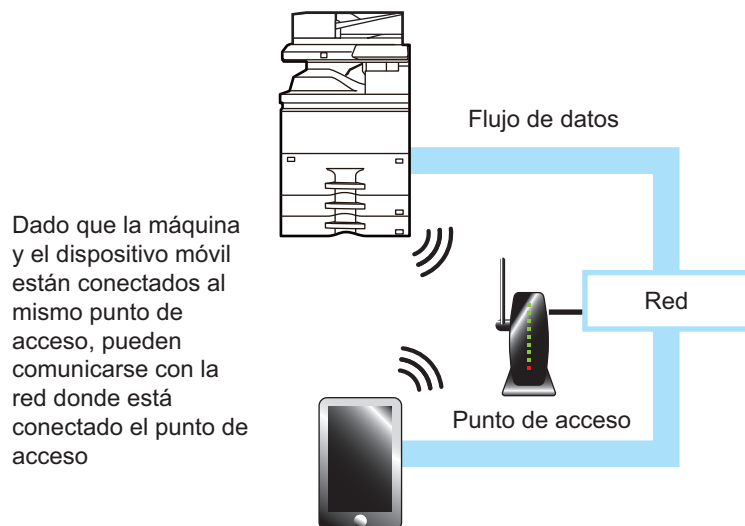 Flujo de datos
Dado que la máquina
y el dispositivo móvil
están conectados al
mismo punto de
acceso, pueden
comunicarse con la
red donde está
conectado el punto de
acceso
Red
Punto de acceso